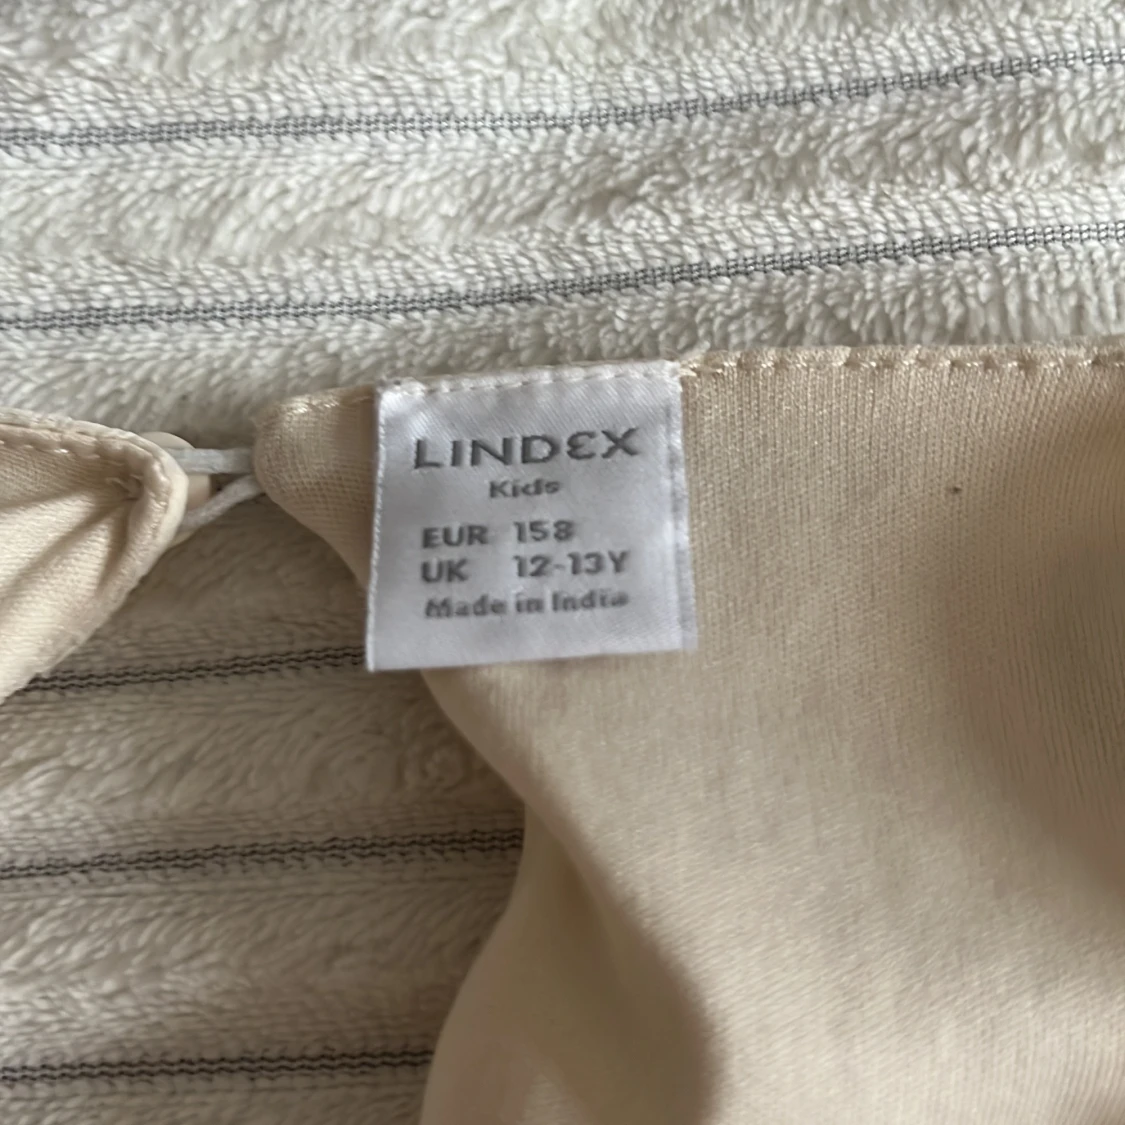 LINDEX
Kids
EUR 158
UK 12-13Y
Made in India